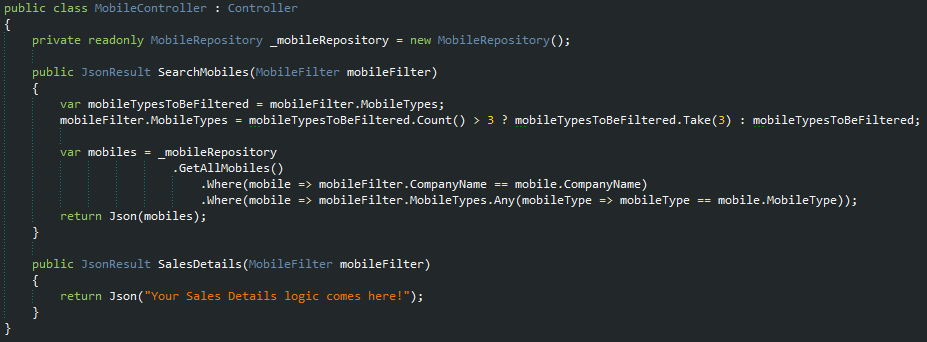 public class MobileController : Controller
{
    private readonly MobileRepository _mobileRepository = new MobileRepository();

    public JsonResult SearchMobiles(MobileFilter mobileFilter)
    {
        var mobileTypesToBeFiltered = mobileFilter.MobileTypes;
        mobileFilter.MobileTypes = mobileTypesToBeFiltered.Count() > 3 ? mobileTypesToBeFiltered.Take(3) : mobileTypesToBeFiltered;

        var mobiles = _mobileRepository
                        .GetAllMobiles()
                            .Where(mobile => mobileFilter.CompanyName == mobile.CompanyName)
                            .Where(mobile => mobileFilter.MobileTypes.Any(mobileType => mobileType == mobile.MobileType));
        return Json(mobiles);
    }

    public JsonResult SalesDetails(MobileFilter mobileFilter)
    {
        return Json("Your Sales Details logic comes here!");
    }
}